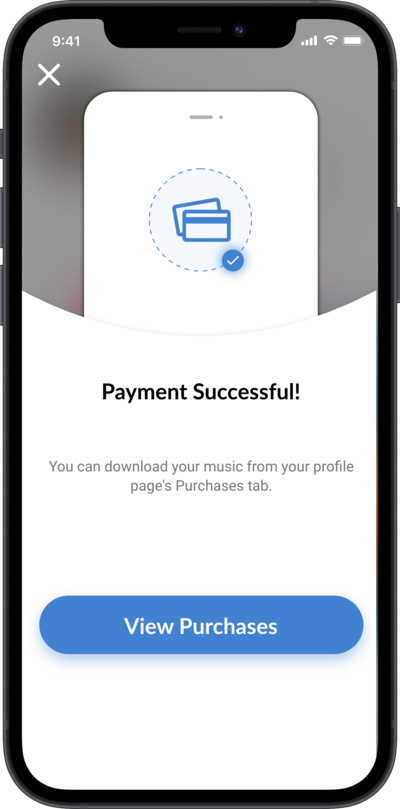 9:41
Payment Successful!
You can download your music from your profile
page's Purchases tab.
View Purchases